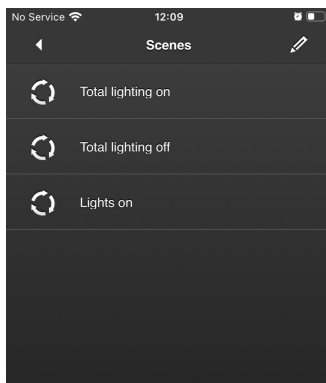 No Service 12:09
Scenes
Total lighting on
Total lighting off
Lights on